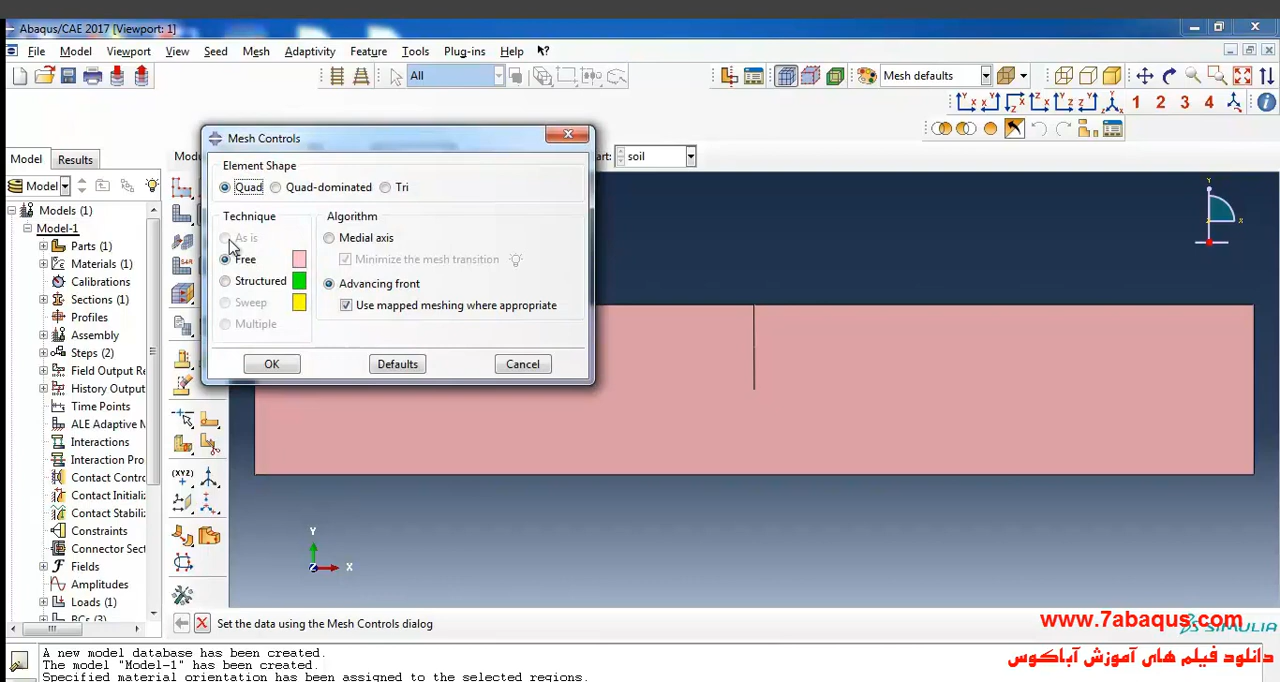 Abaqus/CAE 2017 [Viewport: 1]
File Model Viewport View Seed Mesh Adaptivity Feature Tools Plug-ins Help
All Mesh defaults
1 2 3 4
Model Results
Model
soil
Mesh Controls
Element Shape
Quad Quad-dominated Tri
Technique
As is
Free
Structured
Sweep
Multiple
Algorithm
Medial axis
Minimize the mesh transition
Advancing front
Use mapped meshing where appropriate
OK Defaults Cancel
Models (1)
Model-1
Parts (1)
Materials (1)
Calibrations
Sections (1)
Profiles
Assembly
Steps (2)
Field Output Re
History Output
Time Points
ALE Adaptive M
Interactions
Interaction Pro
Contact Contr
Contact Initial
Contact Stabili
Constraints
Connector Sect
Fields
Amplitudes
Loads (1)
BCs (3)
Y
X
Y
X
Z
Set the data using the Mesh Controls dialog
www.7abaqus.com
SIMULIA
دانلود فیلم های آموزش آباکوس
A new model database has been created.
The model "Model-1" has been created.
Specified material orientation has been assigned to the selected regions.